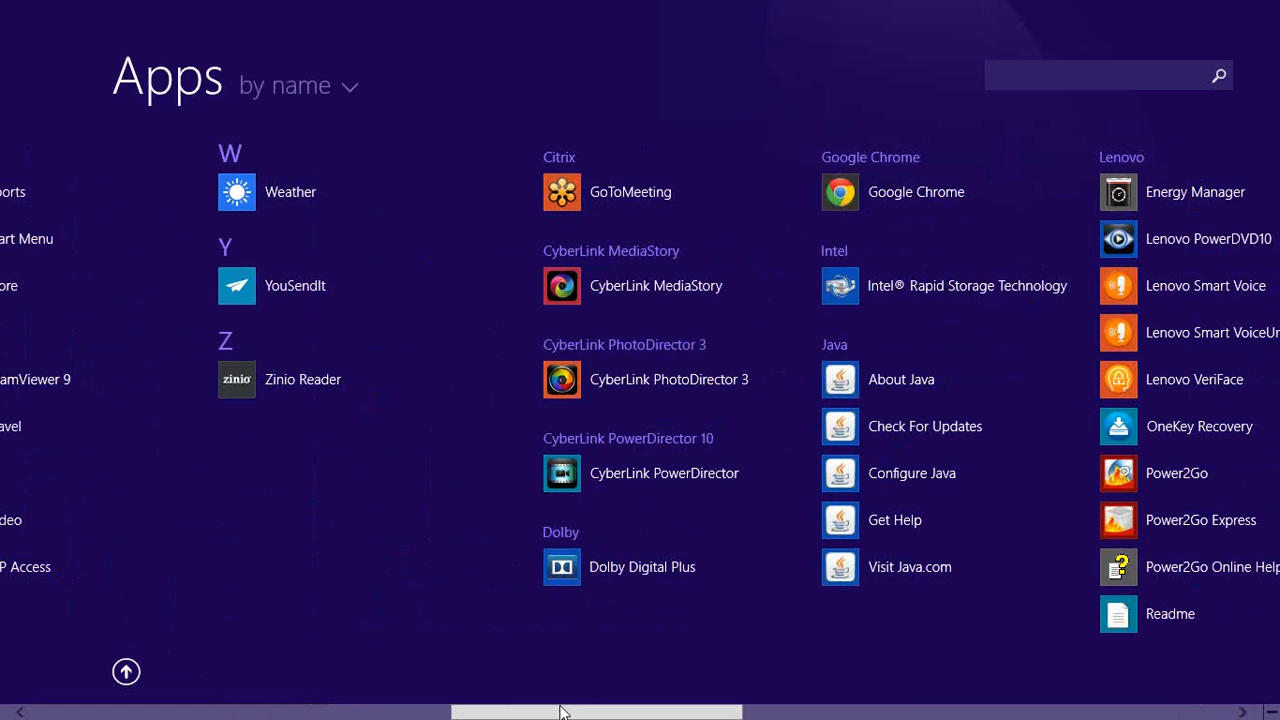 Apps by name
ports
art Menu
ore
amViewer 9
avel
deo
P Access
W
Weather
Y
YouSendIt
Z
zinio Zinio Reader
Citrix
GoToMeeting
CyberLink MediaStory
CyberLink MediaStory
CyberLink PhotoDirector 3
CyberLink PhotoDirector 3
CyberLink PowerDirector 10
CyberLink PowerDirector
Dolby
Dolby Digital Plus
Google Chrome
Google Chrome
Intel
Intel® Rapid Storage Technology
Java
About Java
Check For Updates
Configure Java
Get Help
Visit Java.com
Lenovo
Energy Manager
Lenovo PowerDVD10
Lenovo Smart Voice
Lenovo Smart VoiceUr
Lenovo VeriFace
OneKey Recovery
Power2Go
Power2Go Express
Power2Go Online Help
Readme